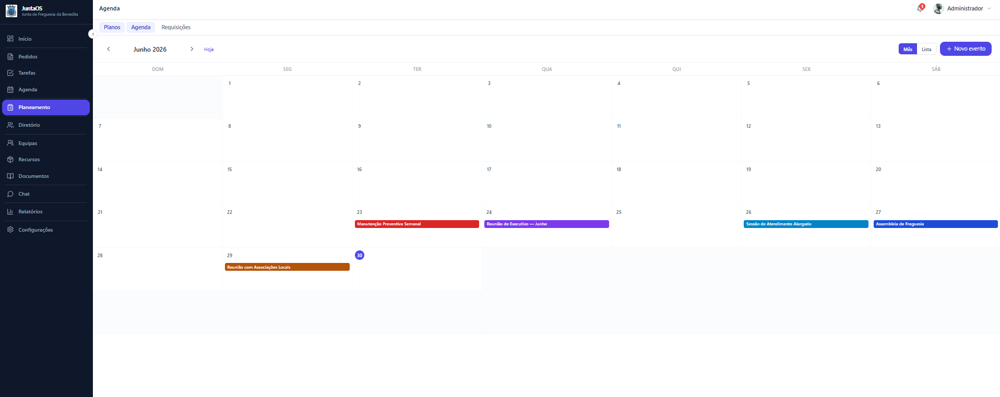 JuntaOS
Junta de Freguesia da Benedita
Início
Pedidos
Tarefas
Agenda
Planeamento
Diretório
Equipas
Recursos
Documentos
Chat
Relatórios
Configurações
Agenda
1
Administrador
Planos Agenda Requisições
Junho 2026 Hoje
Mês Lista + Novo evento
DOM SEG TER QUA QUI SEX SÁB
1 2 3 4 5 6
7 8 9 10 11 12 13
14 15 16 17 18 19 20
21 22 23 24 25 26 27
Manutenção Preventiva Semanal Reunião de Executivo — Junho Sessão de Atendimento Alargado Assembleia de Freguesia
28 29 30
Reunião com Associações Locais